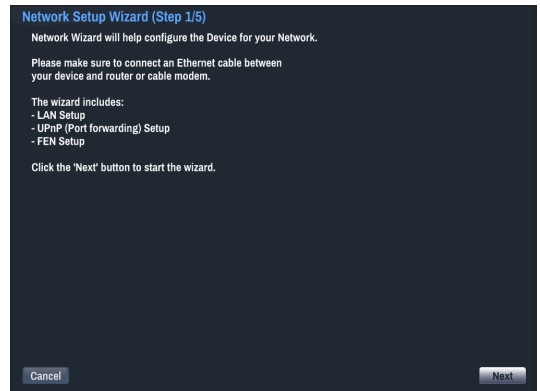 Network Setup Wizard (Step 1/5)
Network Wizard will help configure the Device for your Network.
Please make sure to connect an Ethernet cable between
your device and router or cable modem.
The wizard includes:
- LAN Setup
- UPnP (Port forwarding) Setup
- FEN Setup
Click the 'Next' button to start the wizard.
Cancel
Next